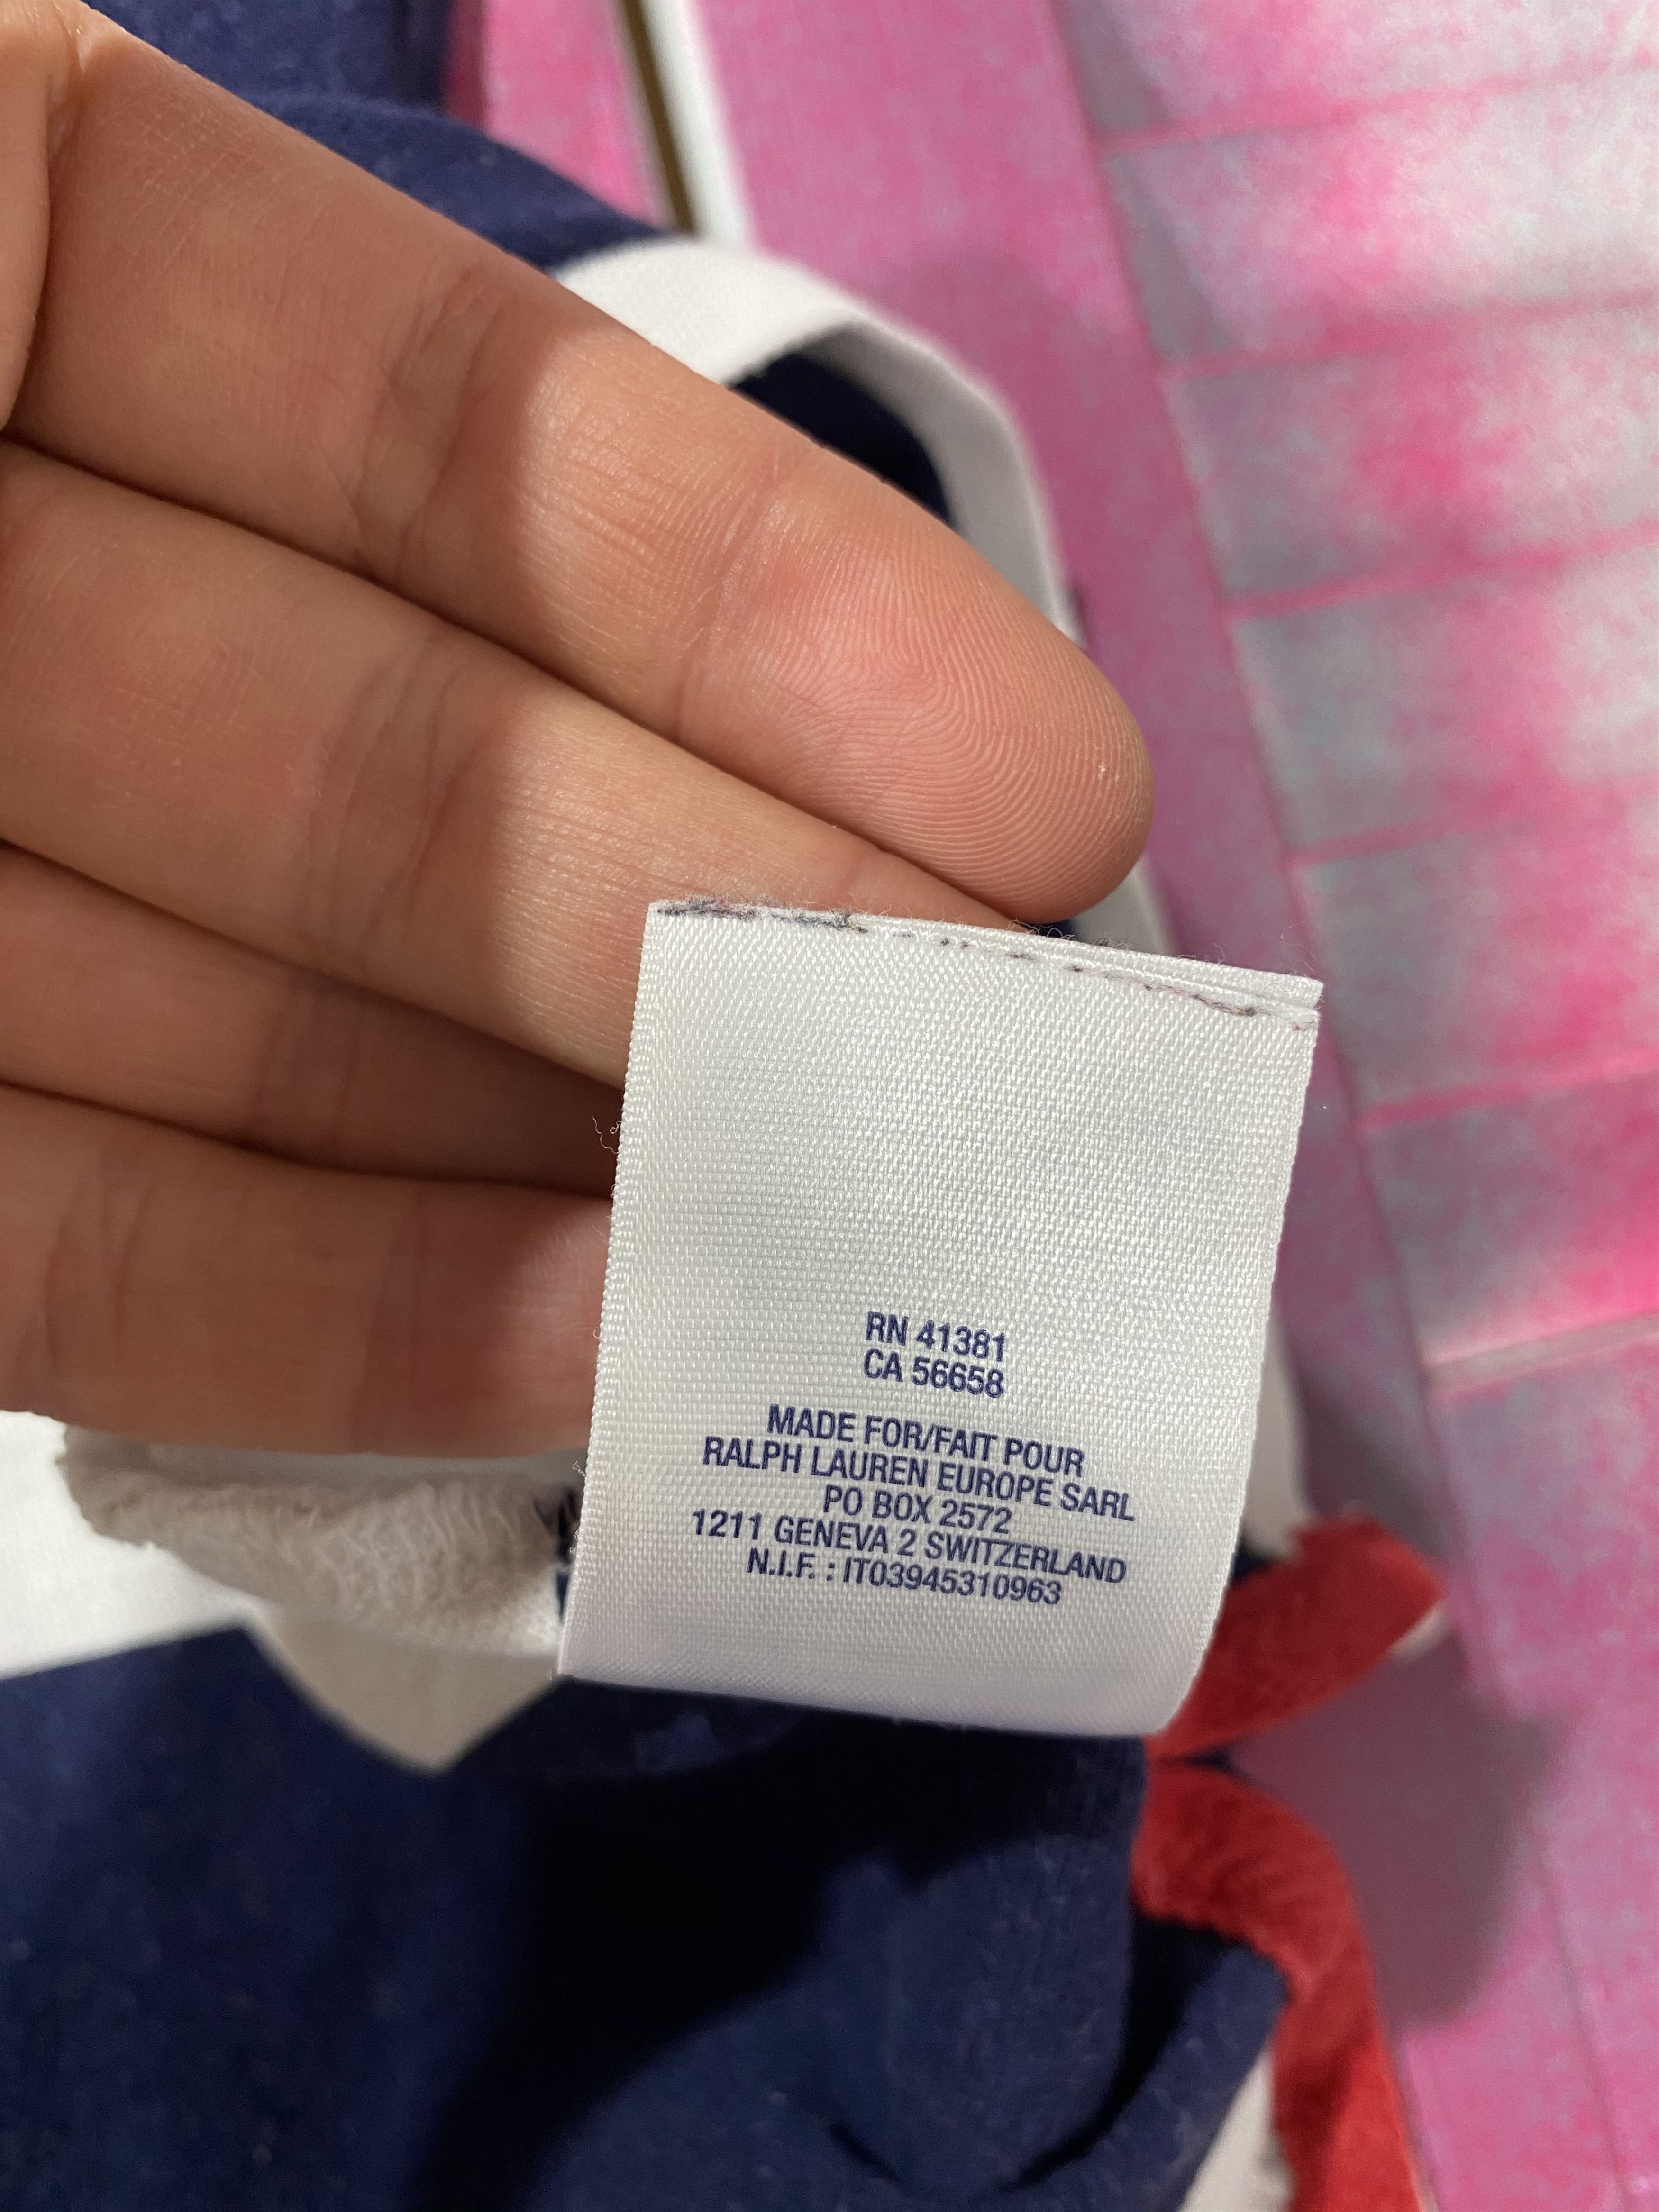 RN 41381
CA 56658
MADE FOR/FAIT POUR
RALPH LAUREN EUROPE SARL
PO BOX 2572
1211 GENEVA 2 SWITZERLAND
N.I.F. : IT03945310963